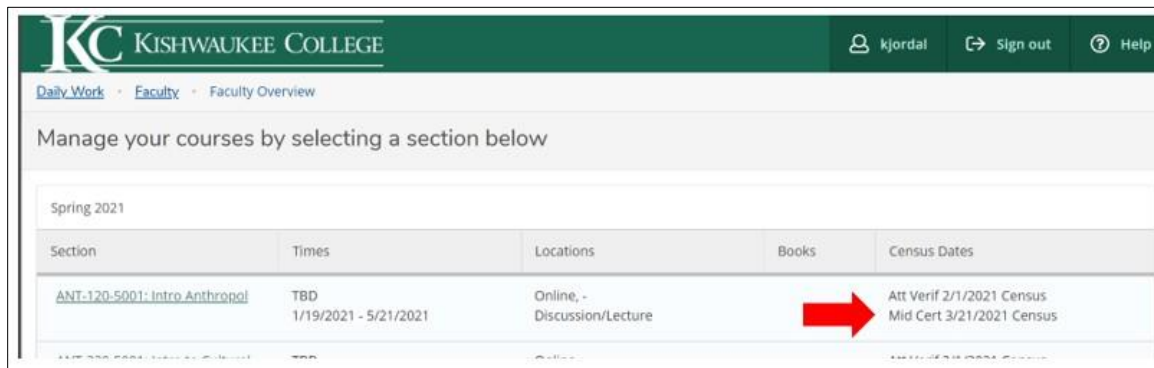 KC KISHWAUKEE COLLEGE
kjordal Sign out Help
Daily Work • Faculty • Faculty Overview
Manage your courses by selecting a section below
Spring 2021
Section Times Locations Books Census Dates
ANT-120-5001: Intro Anthropol TBD Online, - Att Verif 2/1/2021 Census
1/19/2021 - 5/21/2021 Discussion/Lecture Mid Cert 3/21/2021 Census